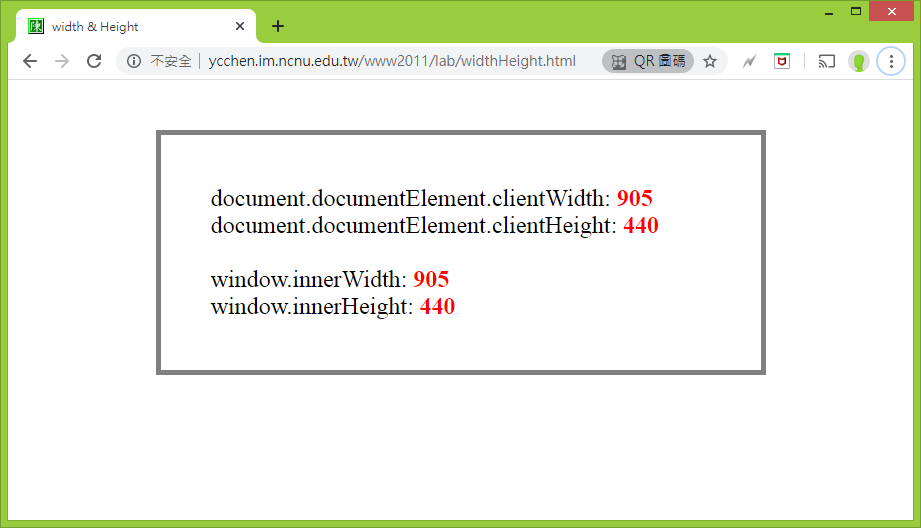 width & Height
不安全 ycchen.im.ncnu.edu.tw/www2011/lab/widthHeight.html QR 圖碼
document.documentElement.clientWidth: 905
document.documentElement.clientHeight: 440
window.innerWidth: 905
window.innerHeight: 440